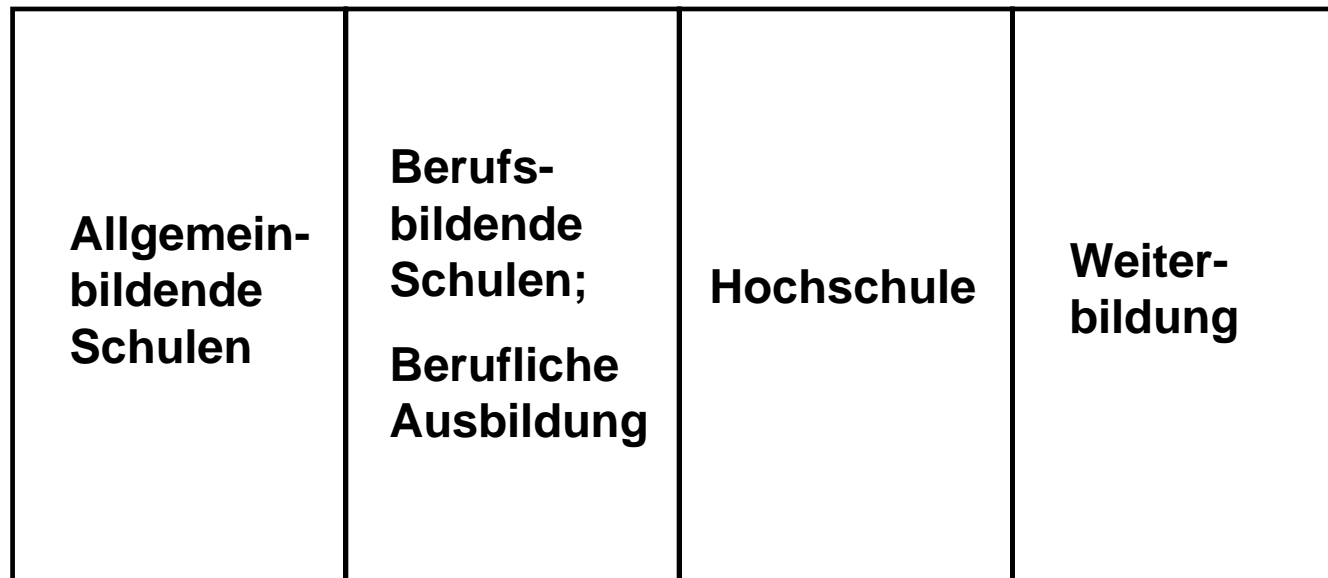 Allgemein-
bildende
Schulen
Berufs-
bildende
Schulen;
Berufliche
Ausbildung
Hochschule
Weiter-
bildung